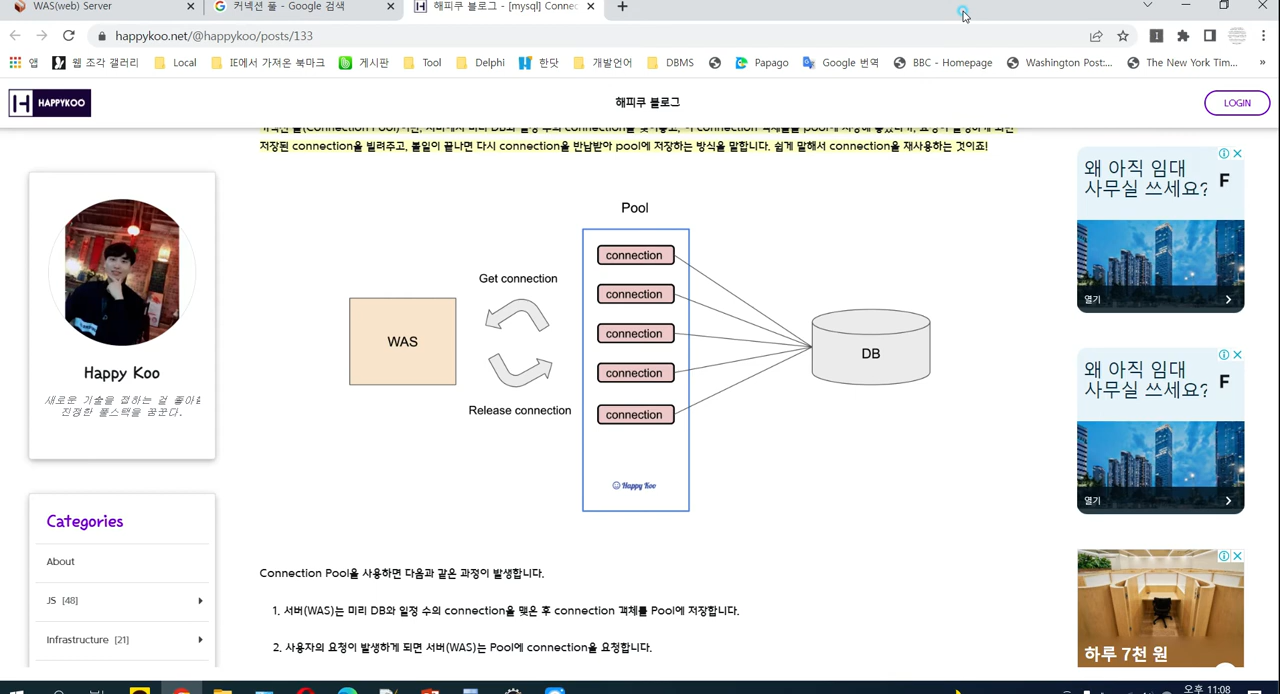 WAS(web) Server
커넥션 풀 - Google 검색
해피쿠 블로그 - [mysql] Connec
happykoo.net/@happykoo/posts/133
앱
웹 조각 갤러리
Local
IE에서 가져온 북마크
게시판
Tool
Delphi
한닷
개발언어
DBMS
Papago
Google 번역
BBC - Homepage
Washington Post:...
The New York Tim...
»
HAPPYKOO
해피쿠 블로그
LOGIN
저장된 connection을 빌려주고, 볼일이 끝나면 다시 connection을 반납받아 pool에 저장하는 방식을 말합니다. 쉽게 말해서 connection을 재사용하는 것이죠!
Happy Koo
새로운 기술을 접하는 걸 좋아
진정한 풀스택을 꿈꾼다.
Categories
About
JS [48]
Infrastructure [21]
Pool
connection
connection
connection
connection
connection
Happy Koo
Get connection
WAS
Release connection
DB
Connection Pool을 사용하면 다음과 같은 과정이 발생합니다.
1. 서버(WAS)는 미리 DB와 일정 수의 connection을 맺은 후 connection 객체를 Pool에 저장합니다.
2. 사용자의 요청이 발생하게 되면 서버(WAS)는 Pool에 connection을 요청합니다.
왜 아직 임대
사무실 쓰세요?
F
열기
왜 아직 임대
사무실 쓰세요?
F
열기
하루 7천 원
오후 11:08